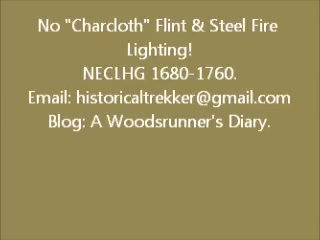 No "Charcloth" Flint & Steel Fire
Lighting!
NECLHG 1680-1760.
Email: historicaltrekker@gmail.com
Blog: A Woodsrunner's Diary.